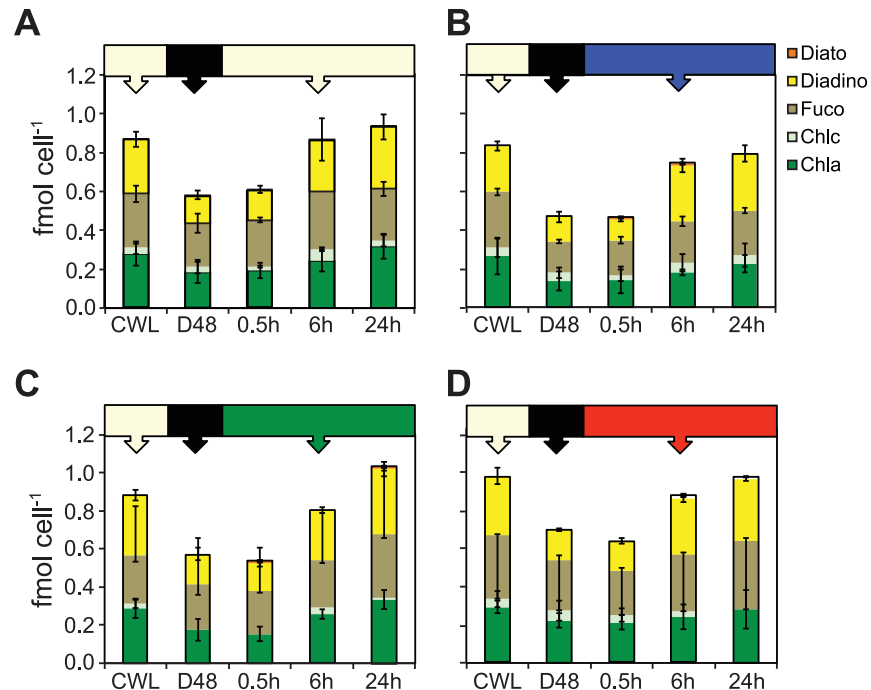 A
B
1.2
1.0
0.8
0.6
0.4
0.2
0.0
fmol cell⁻¹
CWL D48 0.5h 6h 24h
CWL D48 0.5h 6h 24h
Diato
Diadino
Fuco
Chlc
Chla
C
D
1.2
1.0
0.8
0.6
0.4
0.2
0.0
fmol cell⁻¹
CWL D48 0.5h 6h 24h
CWL D48 0.5h 6h 24h